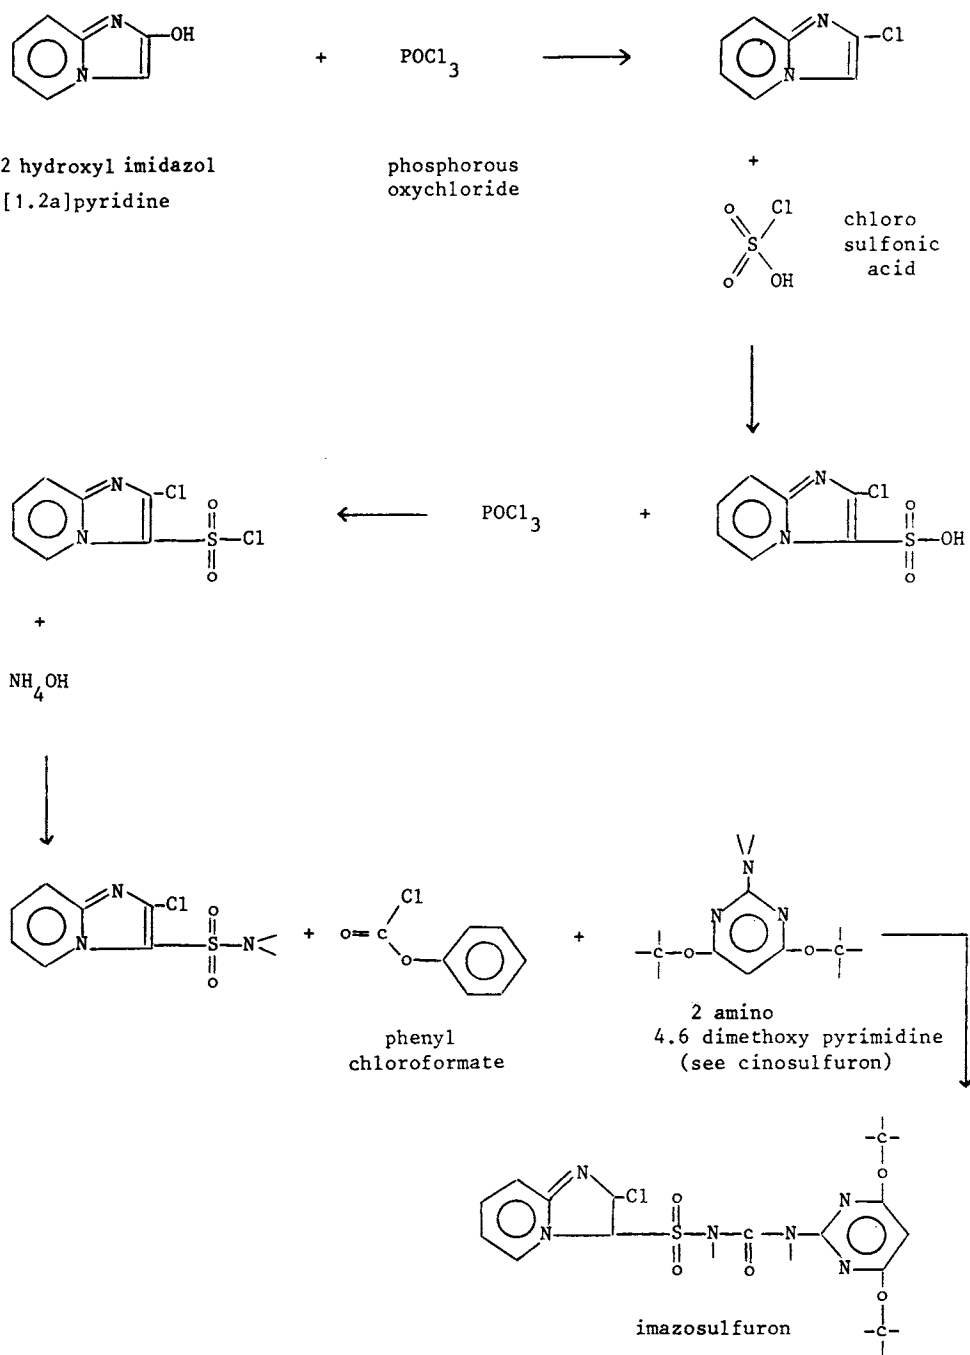 N
OH
N
+
POCl3
N
Cl
N
2 hydroxyl imidazol
[1.2a]pyridine
phosphorous
oxychloride
+
O
Cl
S
O
OH
chloro
sulfonic
acid
N
Cl
N
O
S
Cl
O
POCl3
+
N
Cl
N
O
S
OH
O
+
NH4OH
N
Cl
N
O
S
N
O
+
Cl
O
C
O
+
N
N
N
C
O
O
C
phenyl
chloroformate
2 amino
4.6 dimethoxy pyrimidine
(see cinosulfuron)
N
Cl
N
O
S
O
N
C
O
N
N
N
O
C
O
C
imazosulfuron